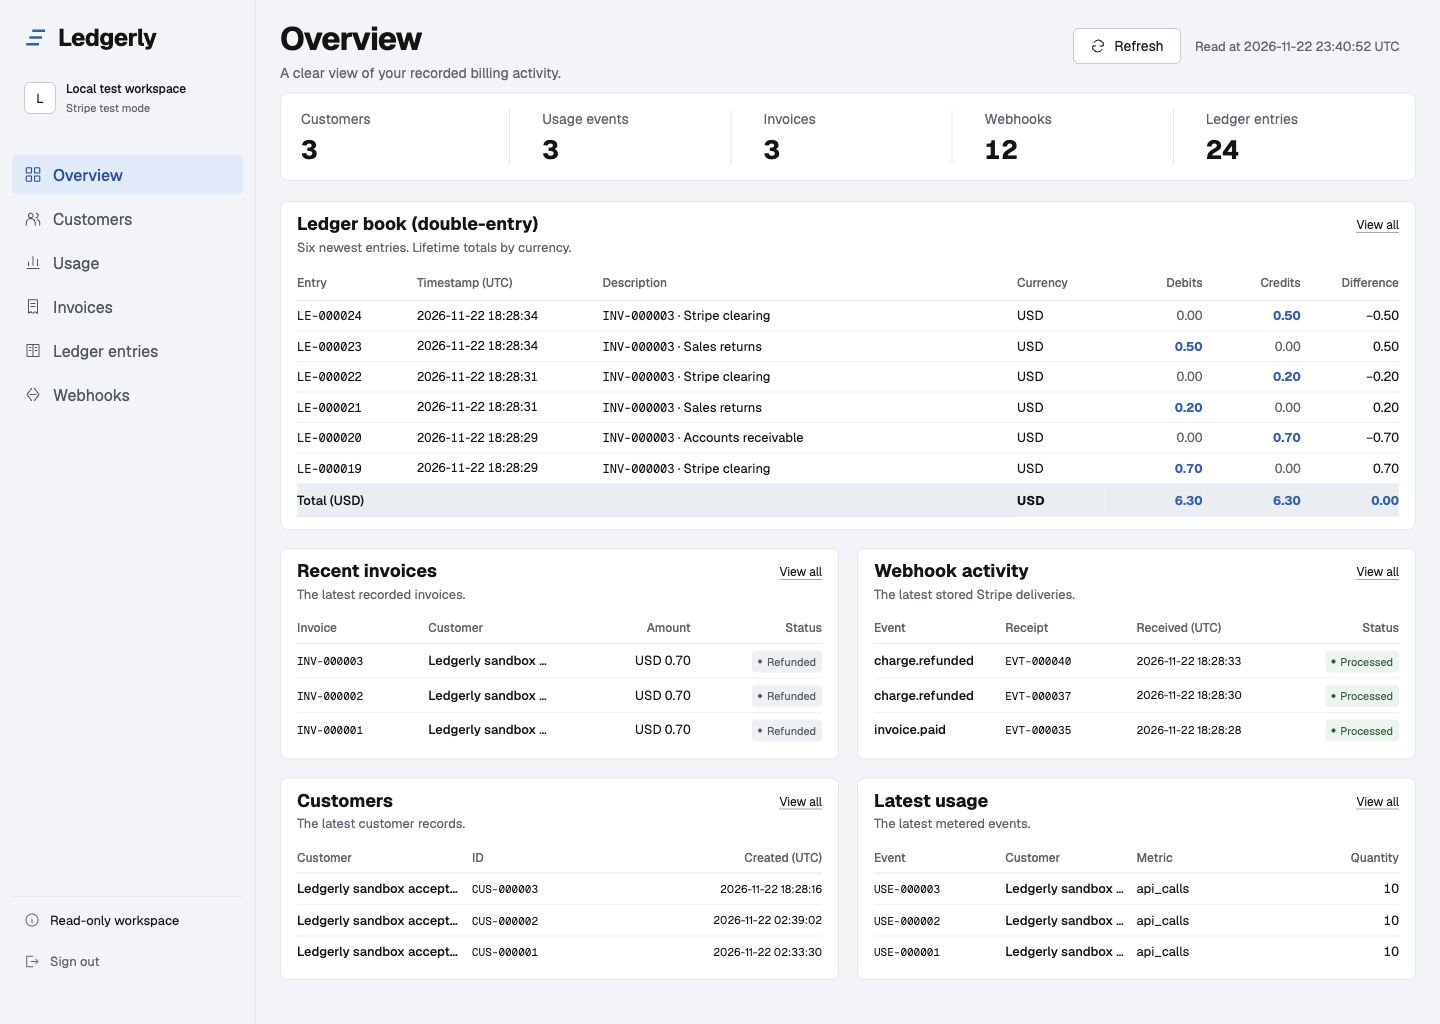 Ledgerly
L
Local test workspace
Stripe test mode
Overview
Customers
Usage
Invoices
Ledger entries
Webhooks
Read-only workspace
Sign out
Overview
A clear view of your recorded billing activity.
Refresh
Read at 2026-11-22 23:40:52 UTC
Customers Usage events Invoices Webhooks Ledger entries
3 3 3 12 24
Ledger book (double-entry)
View all
Six newest entries. Lifetime totals by currency.
Entry Timestamp (UTC) Description Currency Debits Credits Difference
LE-000024 2026-11-22 18:28:34 INV-000003 · Stripe clearing USD 0.00 0.50 −0.50
LE-000023 2026-11-22 18:28:34 INV-000003 · Sales returns USD 0.50 0.00 0.50
LE-000022 2026-11-22 18:28:31 INV-000003 · Stripe clearing USD 0.00 0.20 −0.20
LE-000021 2026-11-22 18:28:31 INV-000003 · Sales returns USD 0.20 0.00 0.20
LE-000020 2026-11-22 18:28:29 INV-000003 · Accounts receivable USD 0.00 0.70 −0.70
LE-000019 2026-11-22 18:28:29 INV-000003 · Stripe clearing USD 0.70 0.00 0.70
Total (USD) USD 6.30 6.30 0.00
Recent invoices
View all
The latest recorded invoices.
Invoice Customer Amount Status
INV-000003 Ledgerly sandbox ... USD 0.70 • Refunded
INV-000002 Ledgerly sandbox ... USD 0.70 • Refunded
INV-000001 Ledgerly sandbox ... USD 0.70 • Refunded
Webhook activity
View all
The latest stored Stripe deliveries.
Event Receipt Received (UTC) Status
charge.refunded EVT-000040 2026-11-22 18:28:33 • Processed
charge.refunded EVT-000037 2026-11-22 18:28:30 • Processed
invoice.paid EVT-000035 2026-11-22 18:28:28 • Processed
Customers
View all
The latest customer records.
Customer ID Created (UTC)
Ledgerly sandbox accept... CUS-000003 2026-11-22 18:28:16
Ledgerly sandbox accept... CUS-000002 2026-11-22 02:39:02
Ledgerly sandbox accept... CUS-000001 2026-11-22 02:33:30
Latest usage
View all
The latest metered events.
Event Customer Metric Quantity
USE-000003 Ledgerly sandbox ... api_calls 10
USE-000002 Ledgerly sandbox ... api_calls 10
USE-000001 Ledgerly sandbox ... api_calls 10